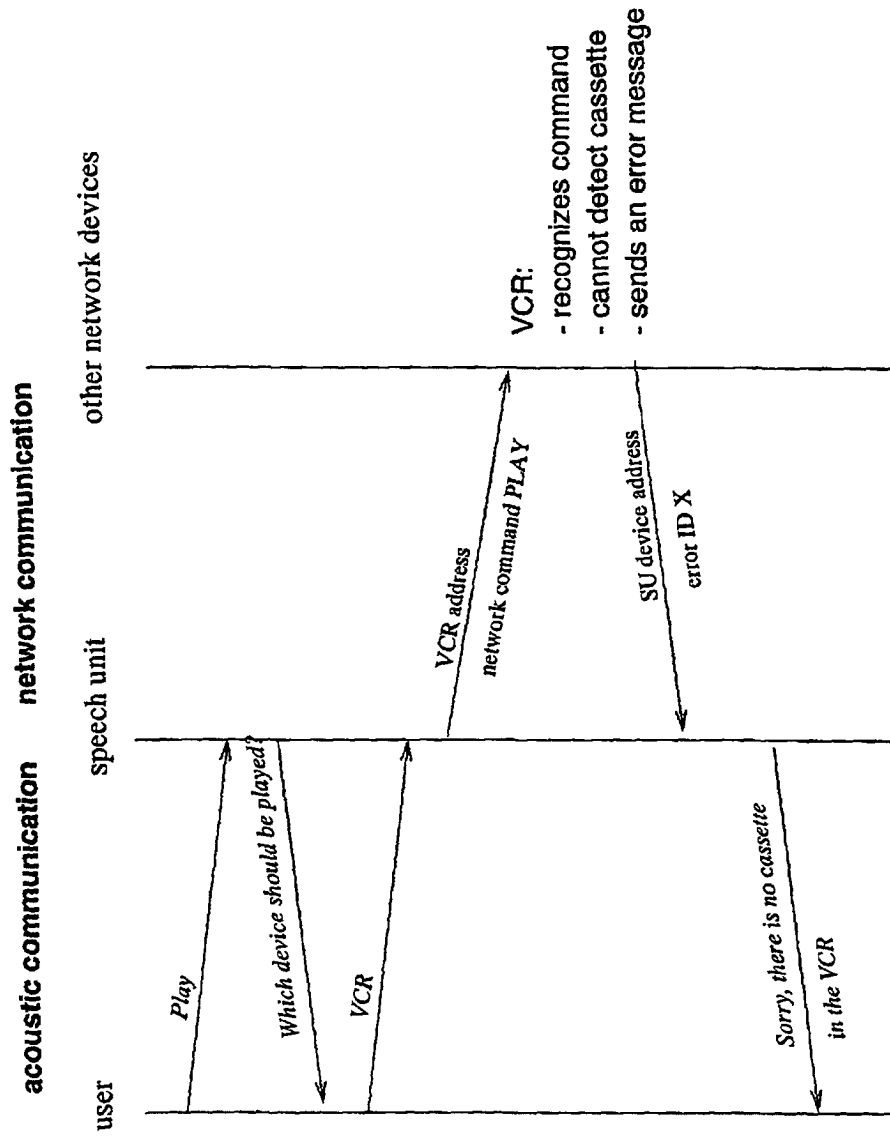 acoustic communication
network communication
user
speech unit
other network devices
Play
Which device should be played?
VCR
VCR address
network command PLAY
VCR:
- recognizes command
- cannot detect cassette
- sends an error message
SU device address
error ID X
Sorry, there is no cassette
in the VCR